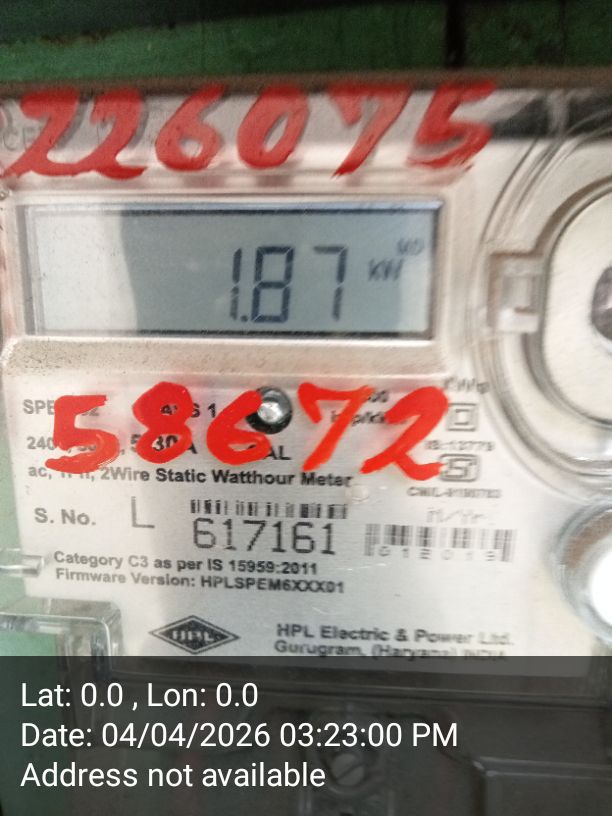 226075
MD
1.87 kW
58672
ac, 2Wire Static Watthour Meter
S. No. L 617161
Category C3 as per IS 15959:2011
Firmware Version: HPLSPEM6XXX01
HPL
HPL Electric & Power Ltd.
Gurugram, (Haryana) INDIA
Lat: 0.0 , Lon: 0.0
Date: 04/04/2026 03:23:00 PM
Address not available